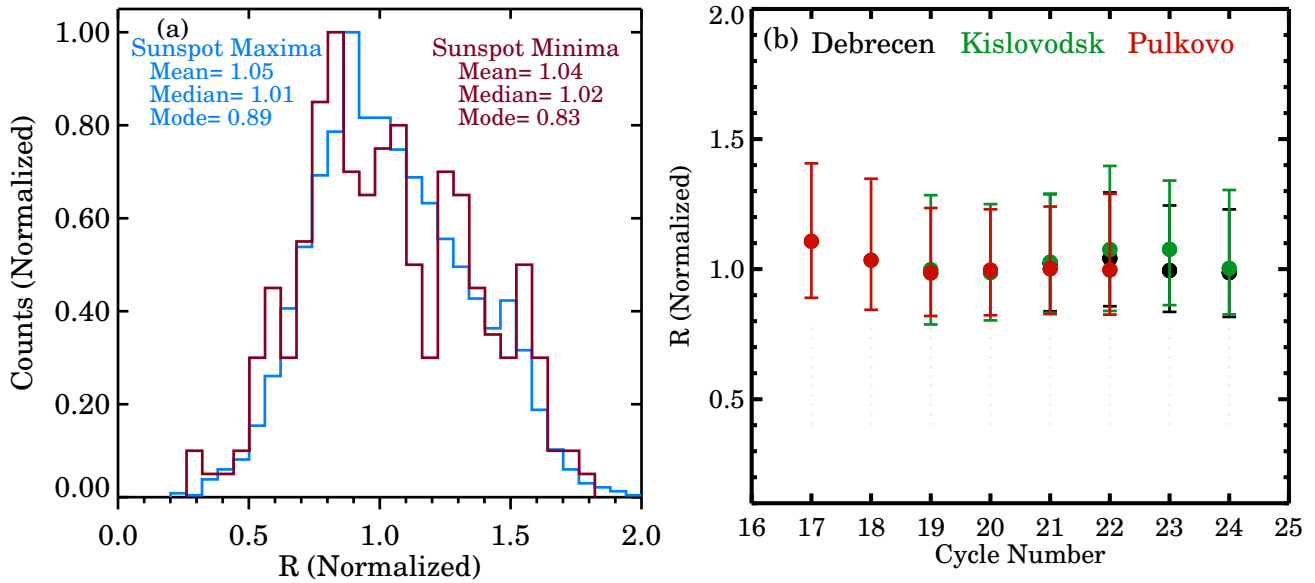 (a)
Sunspot Maxima
Mean= 1.05
Median= 1.01
Mode= 0.89
Sunspot Minima
Mean= 1.04
Median= 1.02
Mode= 0.83
1.00
0.80
0.60
0.40
0.20
0.00
Counts (Normalized)
0.0 0.5 1.0 1.5 2.0
R (Normalized)
(b) Debrecen Kislovodsk Pulkovo
2.0
1.5
1.0
0.5
R (Normalized)
16 17 18 19 20 21 22 23 24 25
Cycle Number